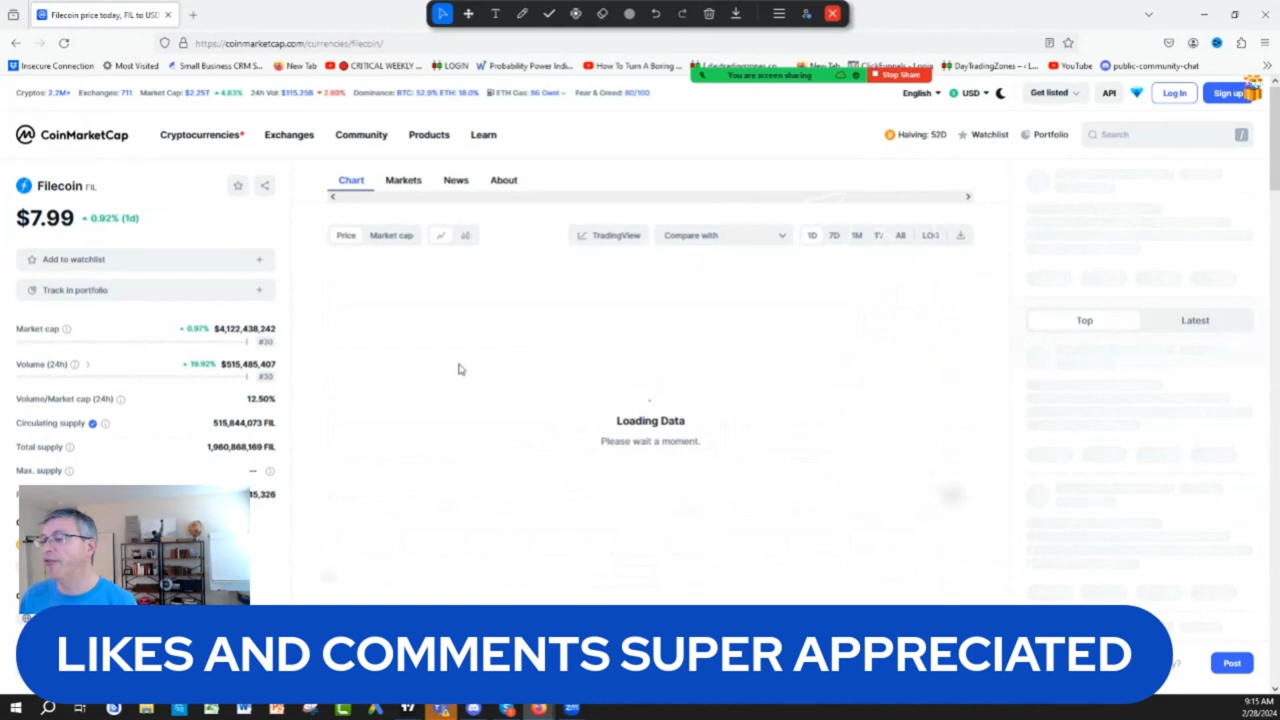 Filecoin price today, FIL to USD
https://coinmarketcap.com/currencies/filecoin/
Insecure Connection Most Visited Small Business CRM S... New Tab CRITICAL WEEKLY ... LOGIN Probability Power Indi... How To Turn A Boring ... New Tab DayTradingZones – ‹ L... YouTube public-community-chat
You are screen sharing Stop Share
Cryptos: 2.2M+ Exchanges: 711 Market Cap: $2.25T 4.83% 24h Vol: $115.25B 2.69% Dominance: BTC: 52.9% ETH: 18.0% ETH Gas: 86 Gwei Fear & Greed: 80/100
English USD Get listed API Log In Sign up
CoinMarketCap Cryptocurrencies Exchanges Community Products Learn
Halving: 52D Watchlist Portfolio Search /
Filecoin FIL
$7.99 0.92% (1d)
Add to watchlist +
Track in portfolio +
Market cap 0.97% $4,122,438,242
#30
Volume (24h) 19.92% $515,485,407
#30
Volume/Market cap (24h) 12.50%
Circulating supply 515,844,073 FIL
Total supply 1,960,868,169 FIL
Max. supply --
Chart Markets News About
Price Market cap TradingView Compare with 1D 7D 1M 1Y All LOG
Loading Data
Please wait a moment.
Top Latest
Post
LIKES AND COMMENTS SUPER APPRECIATED
9:15 AM
2/28/2024